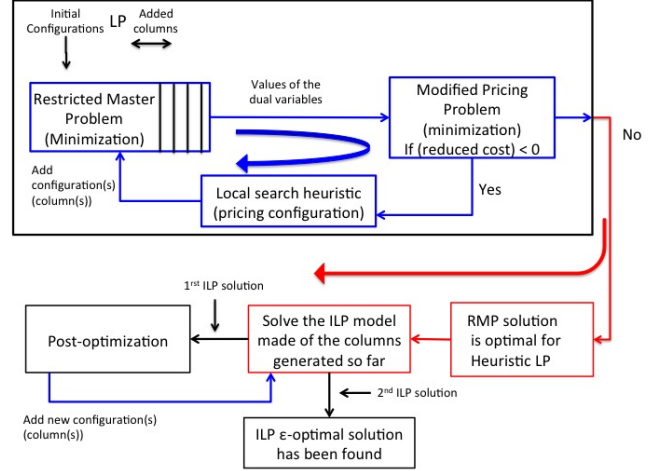 Initial
Configurations
LP
Added
columns
Restricted Master
Problem
(Minimization)
Values of the
dual variables
Modified Pricing
Problem
(minimization)
If (reduced cost) < 0
No
Yes
Add
configuration(s)
(column(s))
Local search heuristic
(pricing configuration)
1rst ILP solution
Post-optimization
Solve the ILP model
made of the columns
generated so far
RMP solution
is optimal for
Heuristic LP
2nd ILP solution
Add new configuration(s)
(column(s))
ILP ε-optimal solution
has been found